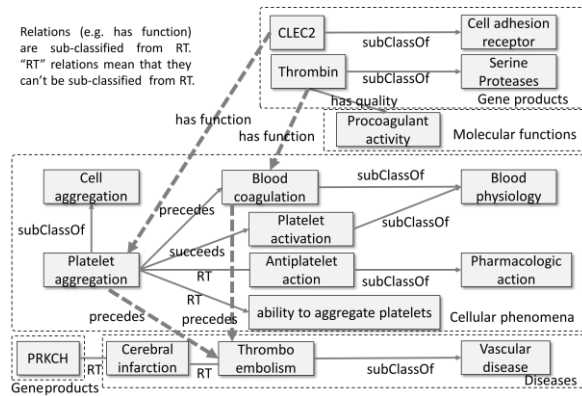 Relations (e.g. has function)
are sub-classified from RT.
“RT” relations mean that they
can’t be sub-classified from RT.
CLEC2
subClassOf
Cell adhesion
receptor
Thrombin
subClassOf
Serine
Proteases
has quality
Gene products
has function
has function
Procoagulant
activity
Molecular functions
Cell
aggregation
Blood
coagulation
subClassOf
Blood
physiology
precedes
subClassOf
Platelet
activation
subClassOf
succeeds
Platelet
aggregation
RT
Antiplatelet
action
subClassOf
Pharmacologic
action
RT
ability to aggregate platelets
precedes
precedes
Cellular phenomena
PRKCH
RT
Cerebral
infarction
RT
Thrombo
embolism
subClassOf
Vascular
disease
Geneproducts
Diseases